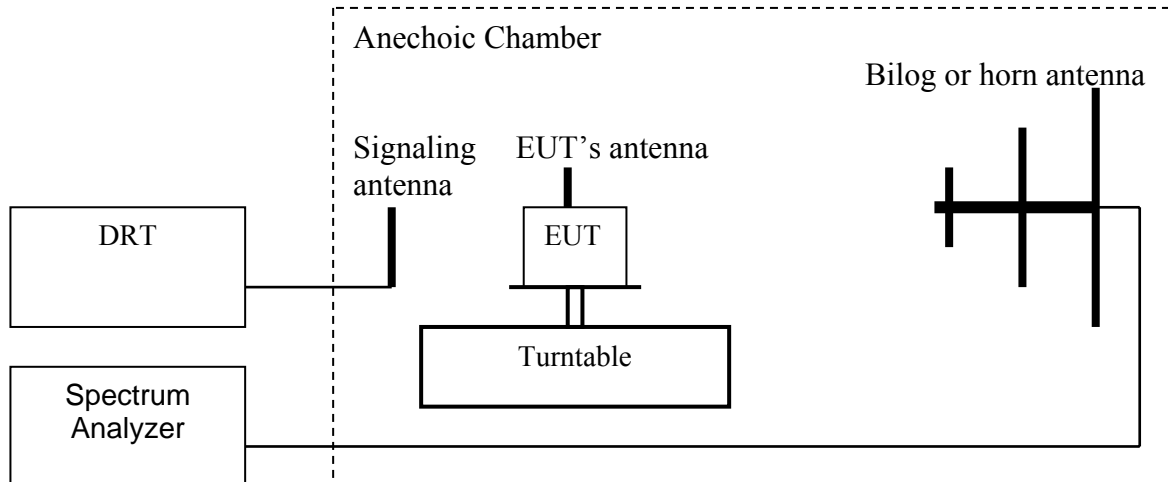 Anechoic Chamber
Bilog or horn antenna
Signaling
antenna
EUT’s antenna
DRT
EUT
Turntable
Spectrum
Analyzer